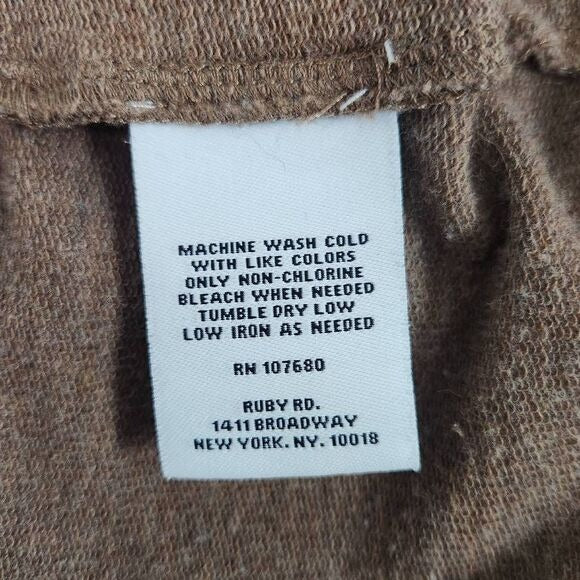 MACHINE WASH COLD
WITH LIKE COLORS
ONLY NON-CHLORINE
BLEACH WHEN NEEDED
TUMBLE DRY LOW
LOW IRON AS NEEDED
RN 107680
RUBY RD.
1411 BROADWAY
NEW YORK. NY. 10018